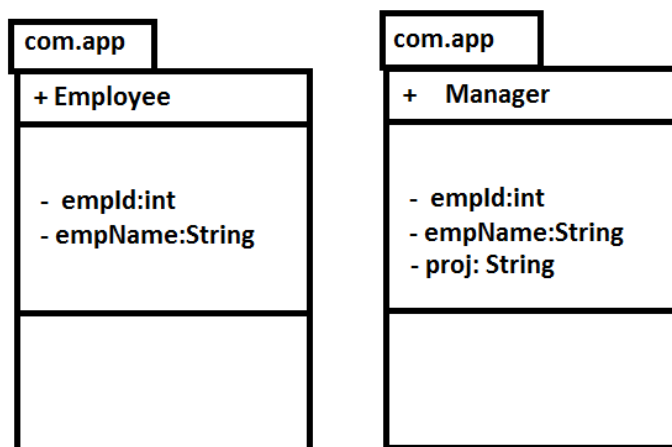 com.app
+ Employee
- empId:int
- empName:String
com.app
+ Manager
- empId:int
- empName:String
- proj: String